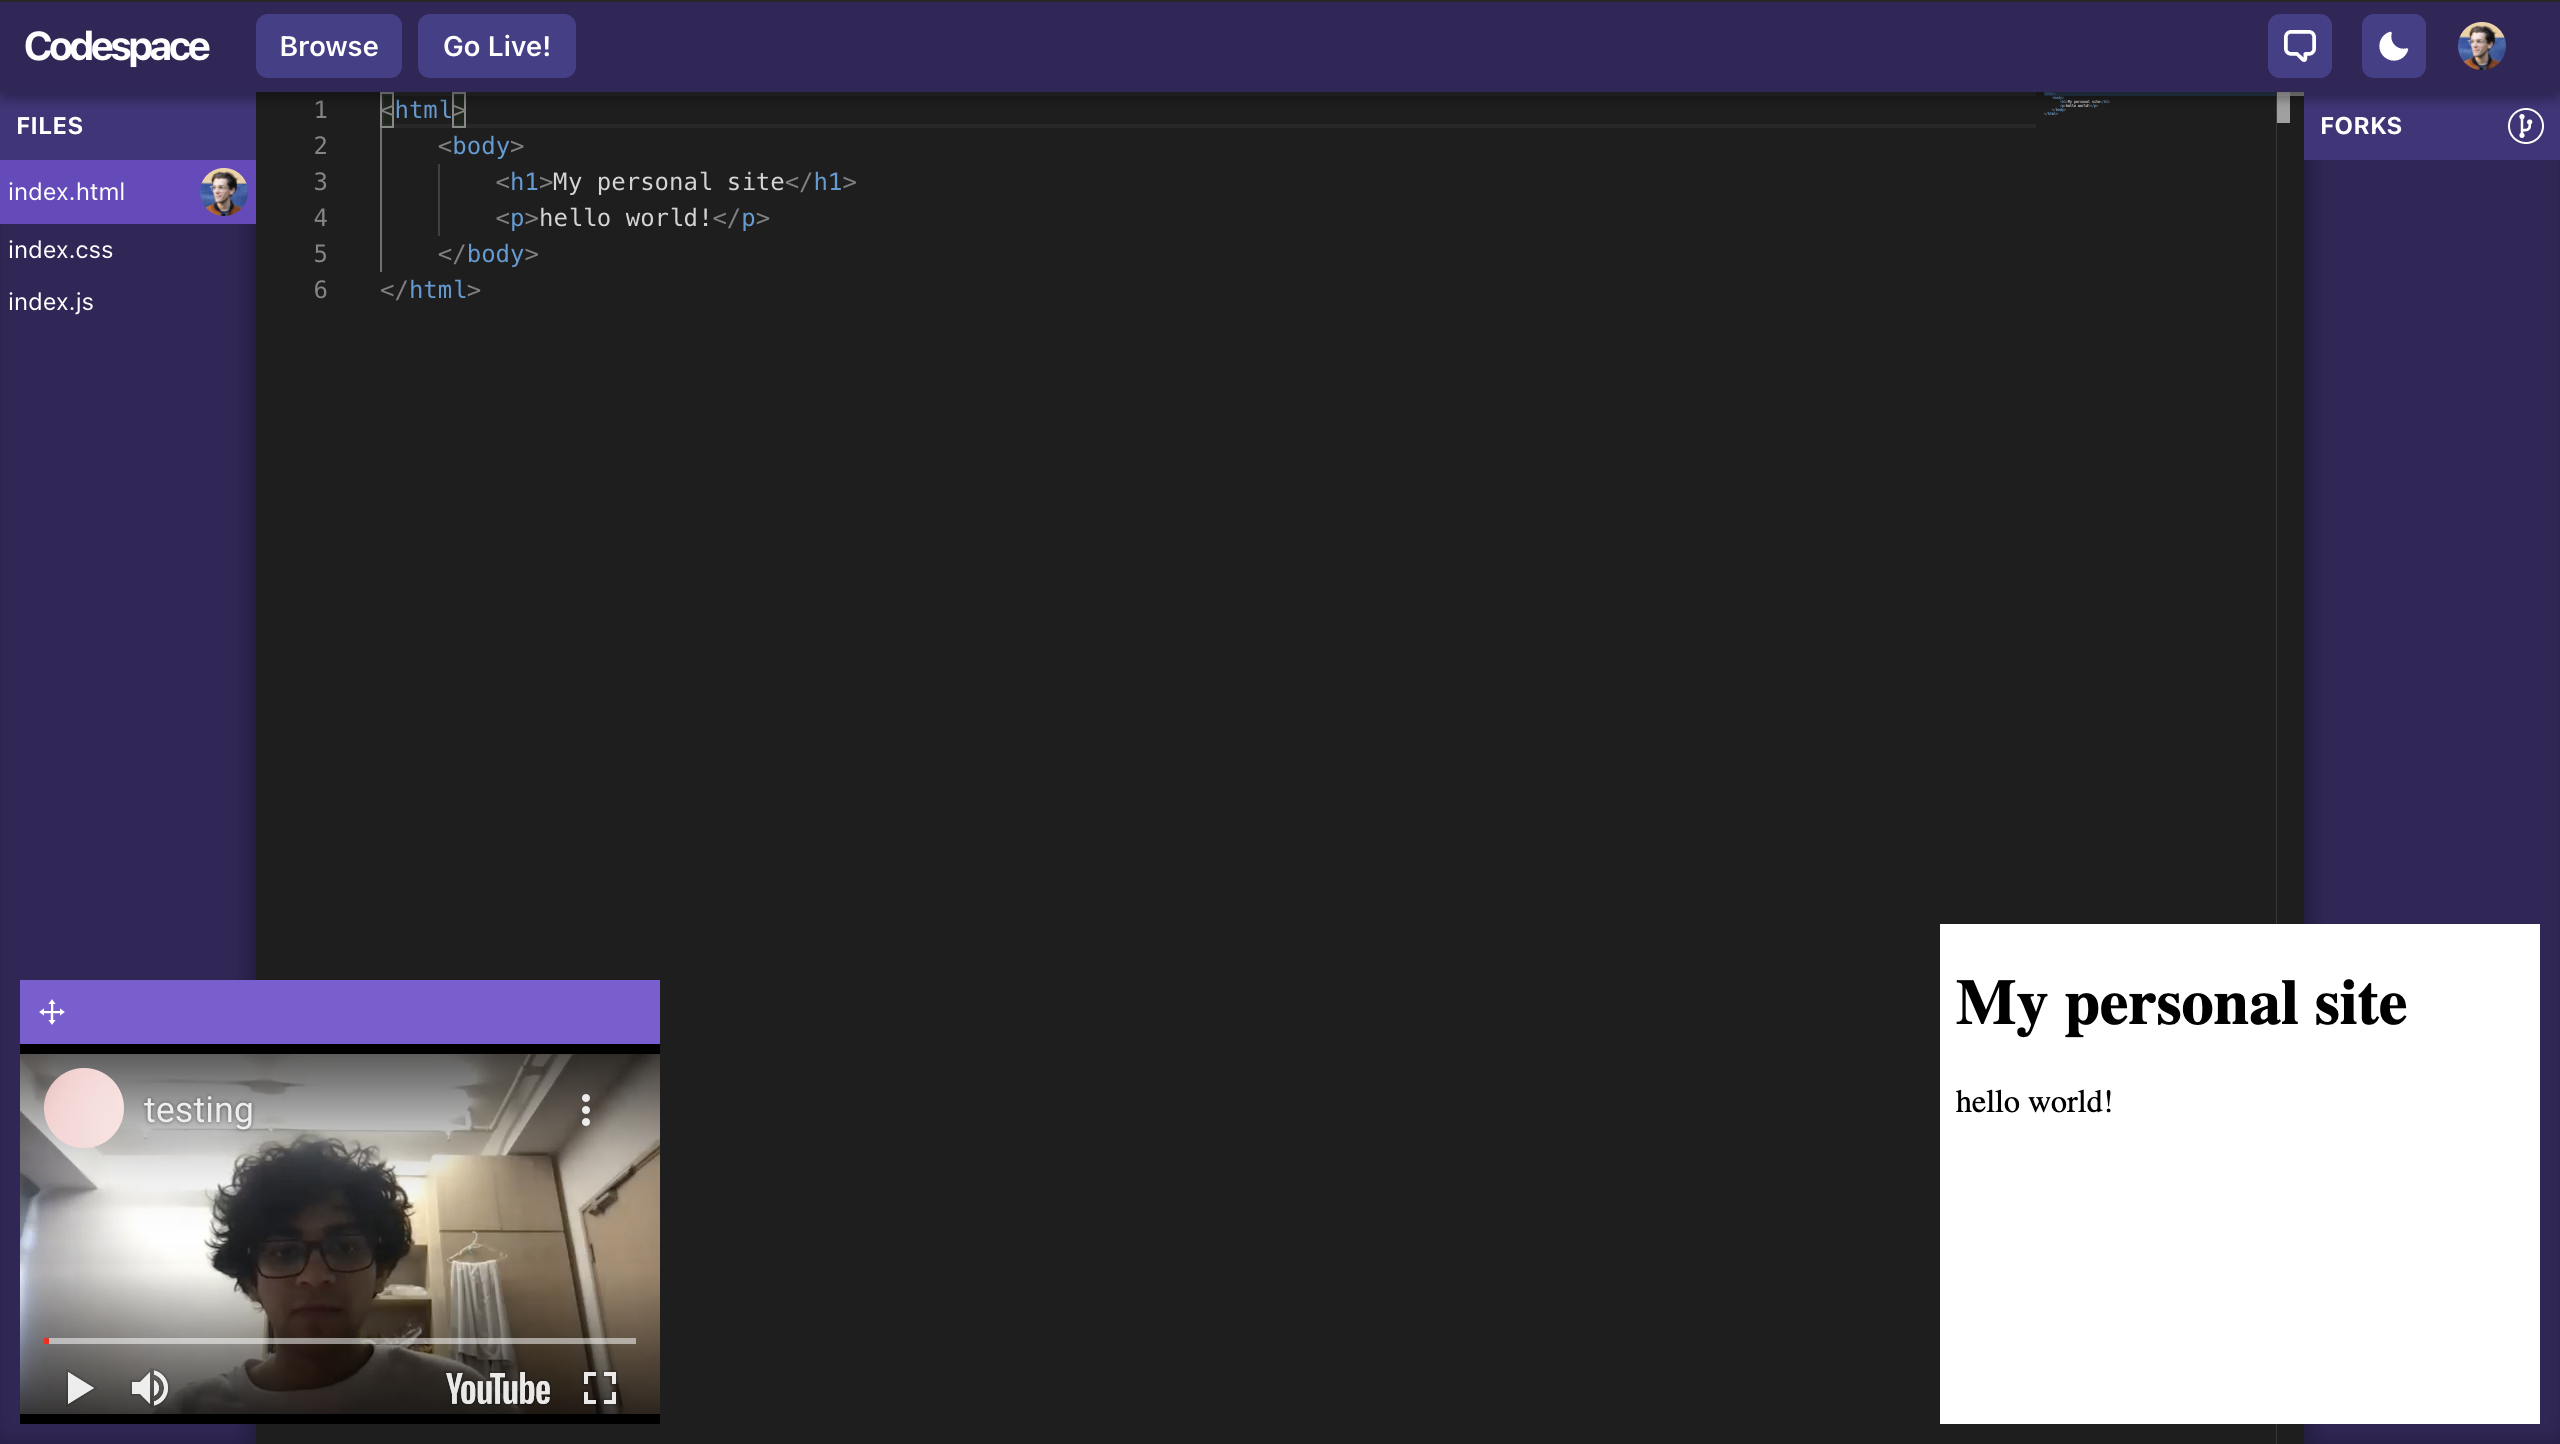 Codespace
Browse
Go Live!
FILES
index.html
index.css
index.js
1 <html>
2 <body>
3 <h1>My personal site</h1>
4 <p>hello world!</p>
5 </body>
6 </html>
FORKS
testing
YouTube
My personal site
hello world!